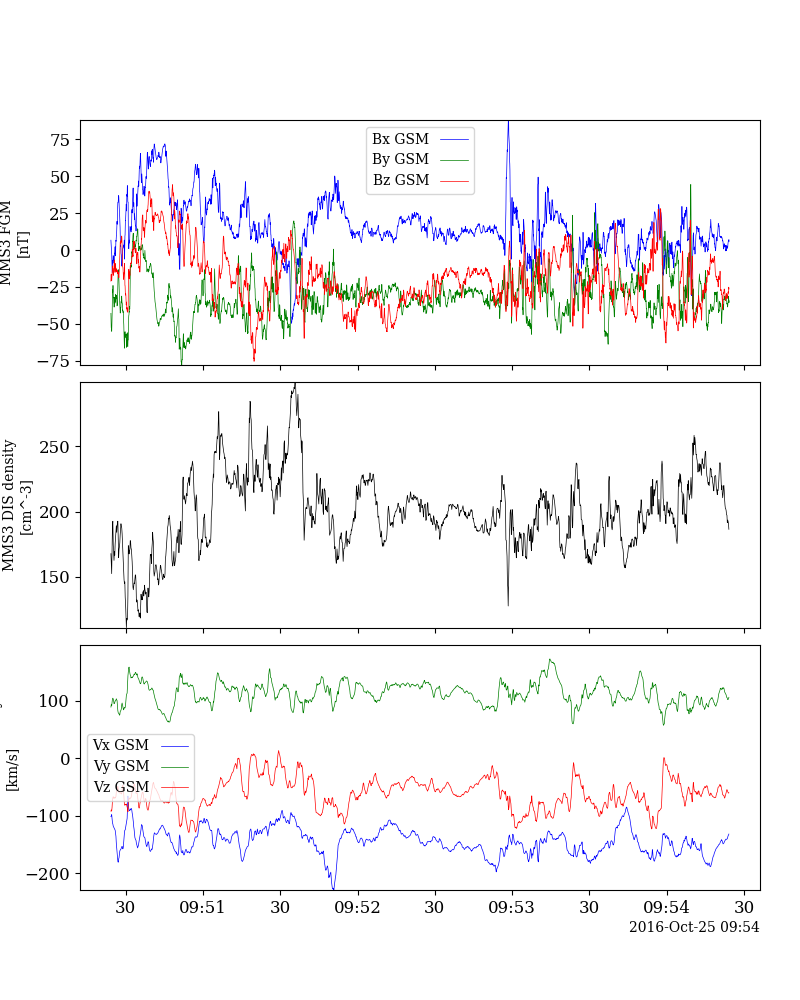 75
50
25
0
−25
−50
−75
MMS3 FGM
[nT]
Bx GSM
By GSM
Bz GSM
250
200
150
MMS3 DIS density
[cm^-3]
100
0
−100
−200
[km/s]
Vx GSM
Vy GSM
Vz GSM
30
09:51
30
09:52
30
09:53
30
09:54
30
2016-Oct-25 09:54